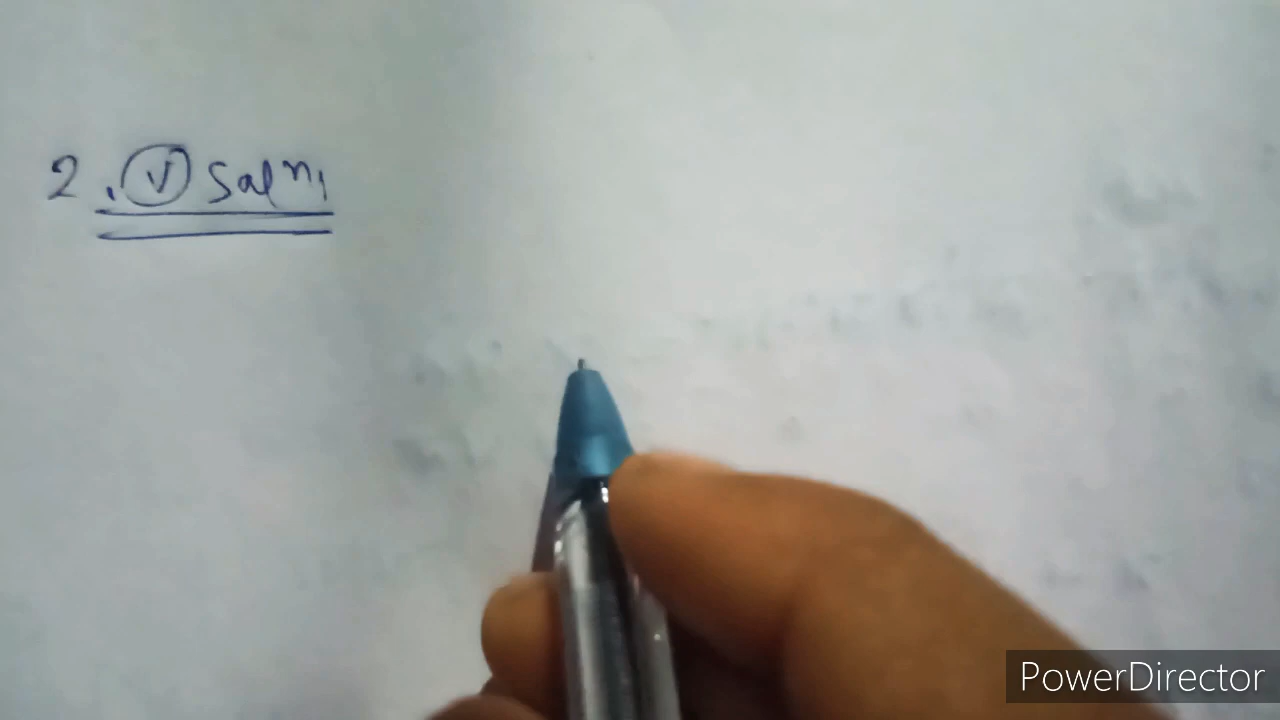 2. (V) Salⁿ,
PowerDirector